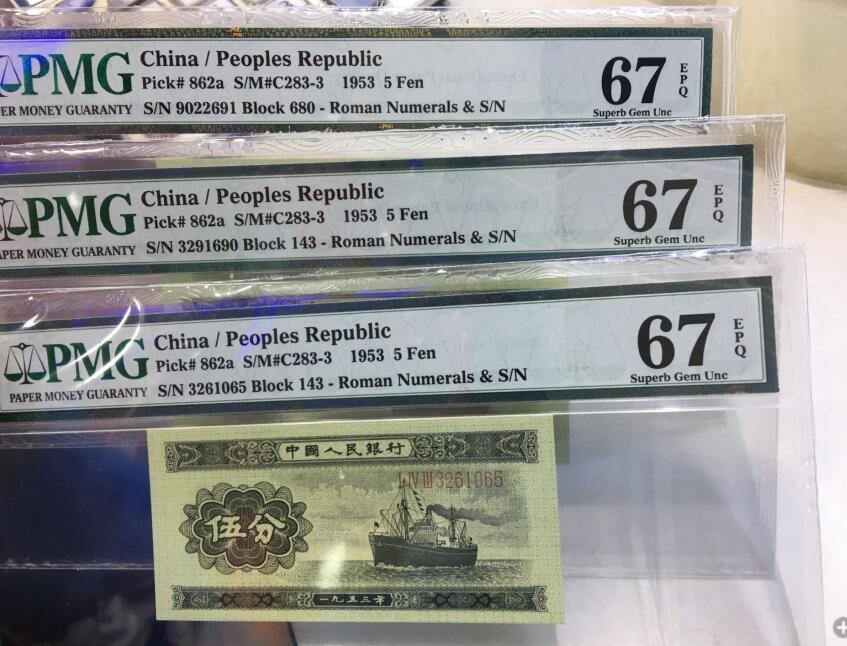 PMG
ER MONEY GUARANTY
China / Peoples Republic
Pick# 862a S/M#C283-3 1953 5 Fen
S/N 9022691 Block 680 - Roman Numerals & S/N
67 EPQ
Superb Gem Unc
PMG
PER MONEY GUARANTY
China / Peoples Republic
Pick# 862a S/M#C283-3 1953 5 Fen
S/N 3291690 Block 143 - Roman Numerals & S/N
67 EPQ
Superb Gem Unc
PMG
PAPER MONEY GUARANTY
China / Peoples Republic
Pick# 862a S/M#C283-3 1953 5 Fen
S/N 3261065 Block 143 - Roman Numerals & S/N
67 EPQ
Superb Gem Unc
中國人民銀行
I IV III 3261065
伍分
一九五三年